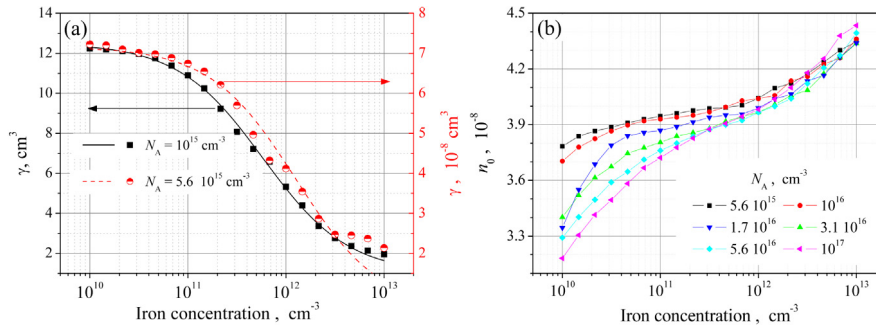 (a)
14
12
10
8
6
4
2
γ, cm³
N_A = 10¹⁵ cm⁻³
N_A = 5.6 10¹⁵ cm⁻³
8
7
6
5
4
3
2
γ, 10⁻⁸ cm³
10¹⁰ 10¹¹ 10¹² 10¹³
Iron concentration , cm⁻³
(b)
4.5
4.2
3.9
3.6
3.3
n₀, 10⁻⁸
N_A , cm⁻³
5.6 10¹⁵ 10¹⁶
1.7 10¹⁶ 3.1 10¹⁶
5.6 10¹⁶ 10¹⁷
10¹⁰ 10¹¹ 10¹² 10¹³
Iron concentration , cm⁻³